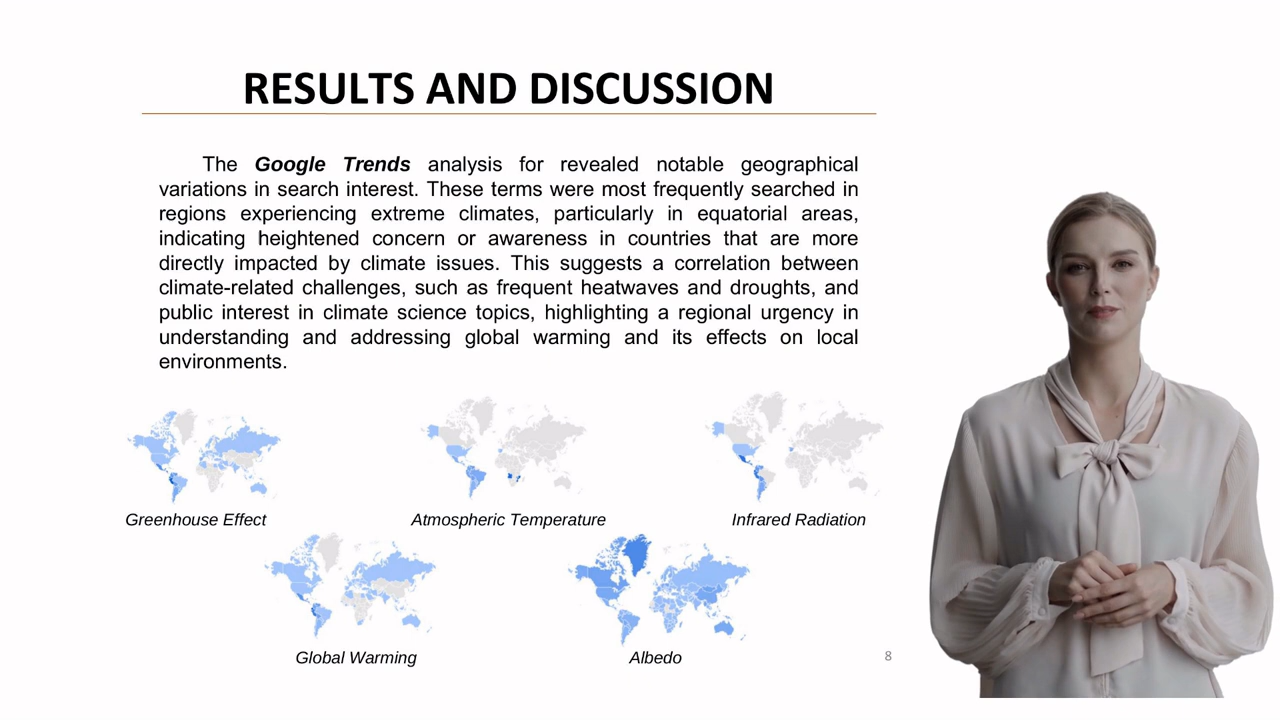 RESULTS AND DISCUSSION
The Google Trends analysis for revealed notable geographical
variations in search interest. These terms were most frequently searched in
regions experiencing extreme climates, particularly in equatorial areas,
indicating heightened concern or awareness in countries that are more
directly impacted by climate issues. This suggests a correlation between
climate-related challenges, such as frequent heatwaves and droughts, and
public interest in climate science topics, highlighting a regional urgency in
understanding and addressing global warming and its effects on local
environments.
Greenhouse Effect
Atmospheric Temperature
Infrared Radiation
Global Warming
Albedo
8